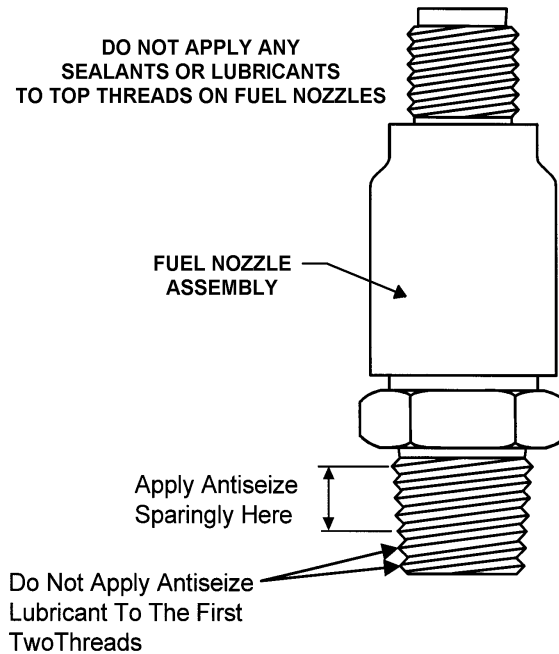 DO NOT APPLY ANY
SEALANTS OR LUBRICANTS
TO TOP THREADS ON FUEL NOZZLES
FUEL NOZZLE
ASSEMBLY
Apply Antiseize
Sparingly Here
Do Not Apply Antiseize
Lubricant To The First
TwoThreads